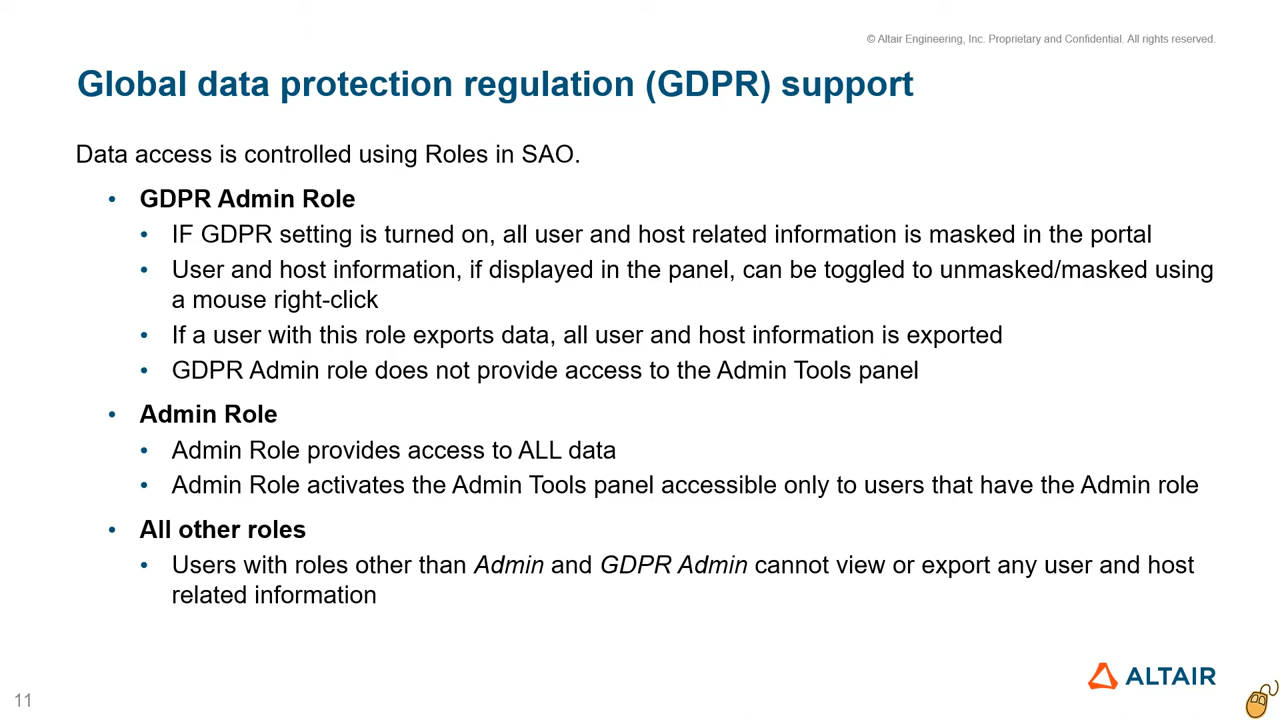 © Altair Engineering, Inc. Proprietary and Confidential. All rights reserved.
Global data protection regulation (GDPR) support
Data access is controlled using Roles in SAO.
• GDPR Admin Role
• IF GDPR setting is turned on, all user and host related information is masked in the portal
• User and host information, if displayed in the panel, can be toggled to unmasked/masked using
a mouse right-click
• If a user with this role exports data, all user and host information is exported
• GDPR Admin role does not provide access to the Admin Tools panel
• Admin Role
• Admin Role provides access to ALL data
• Admin Role activates the Admin Tools panel accessible only to users that have the Admin role
• All other roles
• Users with roles other than Admin and GDPR Admin cannot view or export any user and host
related information
ALTAIR
11